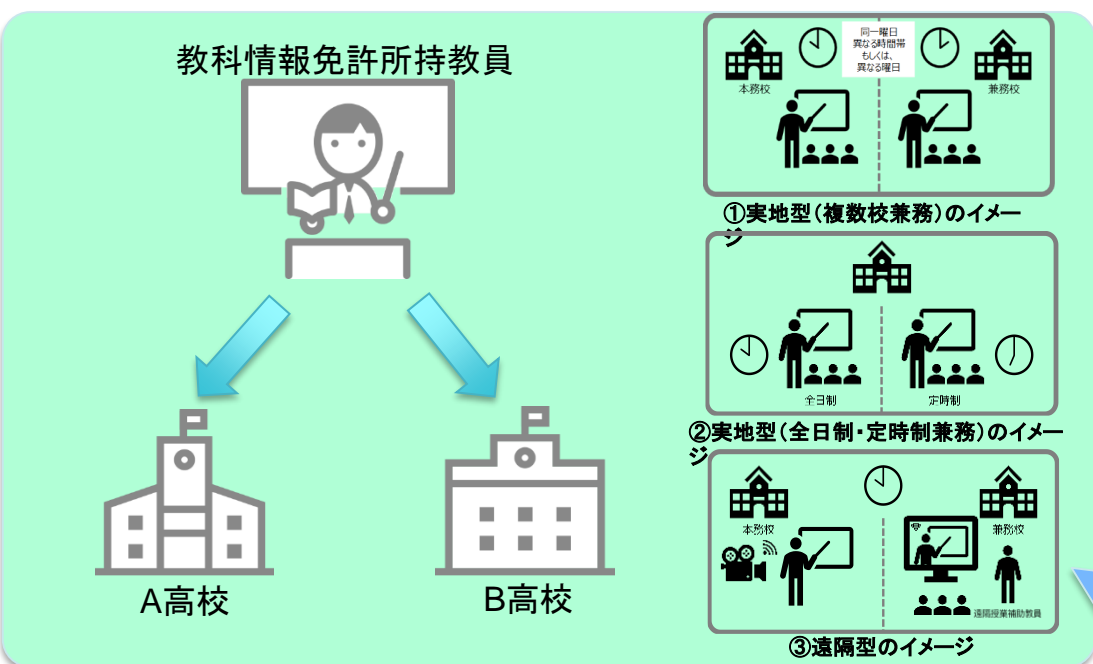 教科情報免許所持教員
A高校
B高校
同一曜日
異なる時間帯
もしくは、
異なる曜日
本務校
兼務校
①実地型(複数校兼務)のイメー
ジ
全日制
定時制
②実地型(全日制・定時制兼務)のイメー
ジ
本務校
兼務校
遠隔授業補助教員
③遠隔型のイメージ